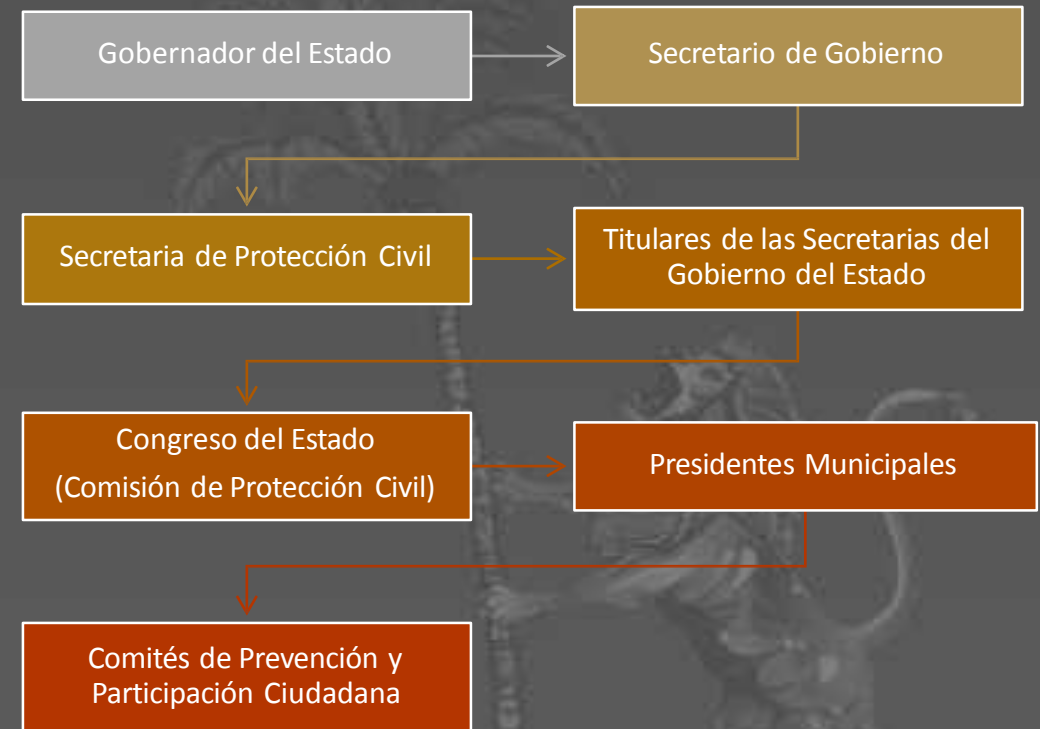 Gobernador del Estado
Secretario de Gobierno
Secretaria de Protección Civil
Titulares de las Secretarias del
Gobierno del Estado
Congreso del Estado
(Comisión de Protección Civil)
Presidentes Municipales
Comités de Prevención y
Participación Ciudadana